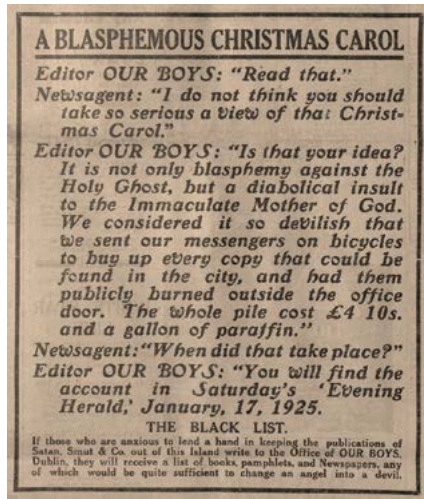 A BLASPHEMOUS CHRISTMAS CAROL
Editor OUR BOYS: "Read that."
Newsagent: "I do not think you should
take so serious a view of that Christ-
mas Carol."
Editor OUR BOYS: "Is that your idea?
It is not only blasphemy against the
Holy Ghost, but a diabolical insult
to the Immaculate Mother of God.
We considered it so devilish that
we sent our messengers on bicycles
to buy up every copy that could be
found in the city, and had them
publicly burned outside the office
door. The whole pile cost £4 10s.
and a gallon of paraffin."
Newsagent: "When did that take place?"
Editor OUR BOYS: "You will find the
account in Saturday's 'Evening
Herald,' January, 17, 1925.
THE BLACK LIST.
If those who are anxious to lend a hand in keeping the publications of
Satan, Smut & Co. out of this Island write to the Office of OUR BOYS,
Dublin, they will receive a list of books, pamphlets, and Newspapers, any
of which would be quite sufficient to change an angel into a devil.